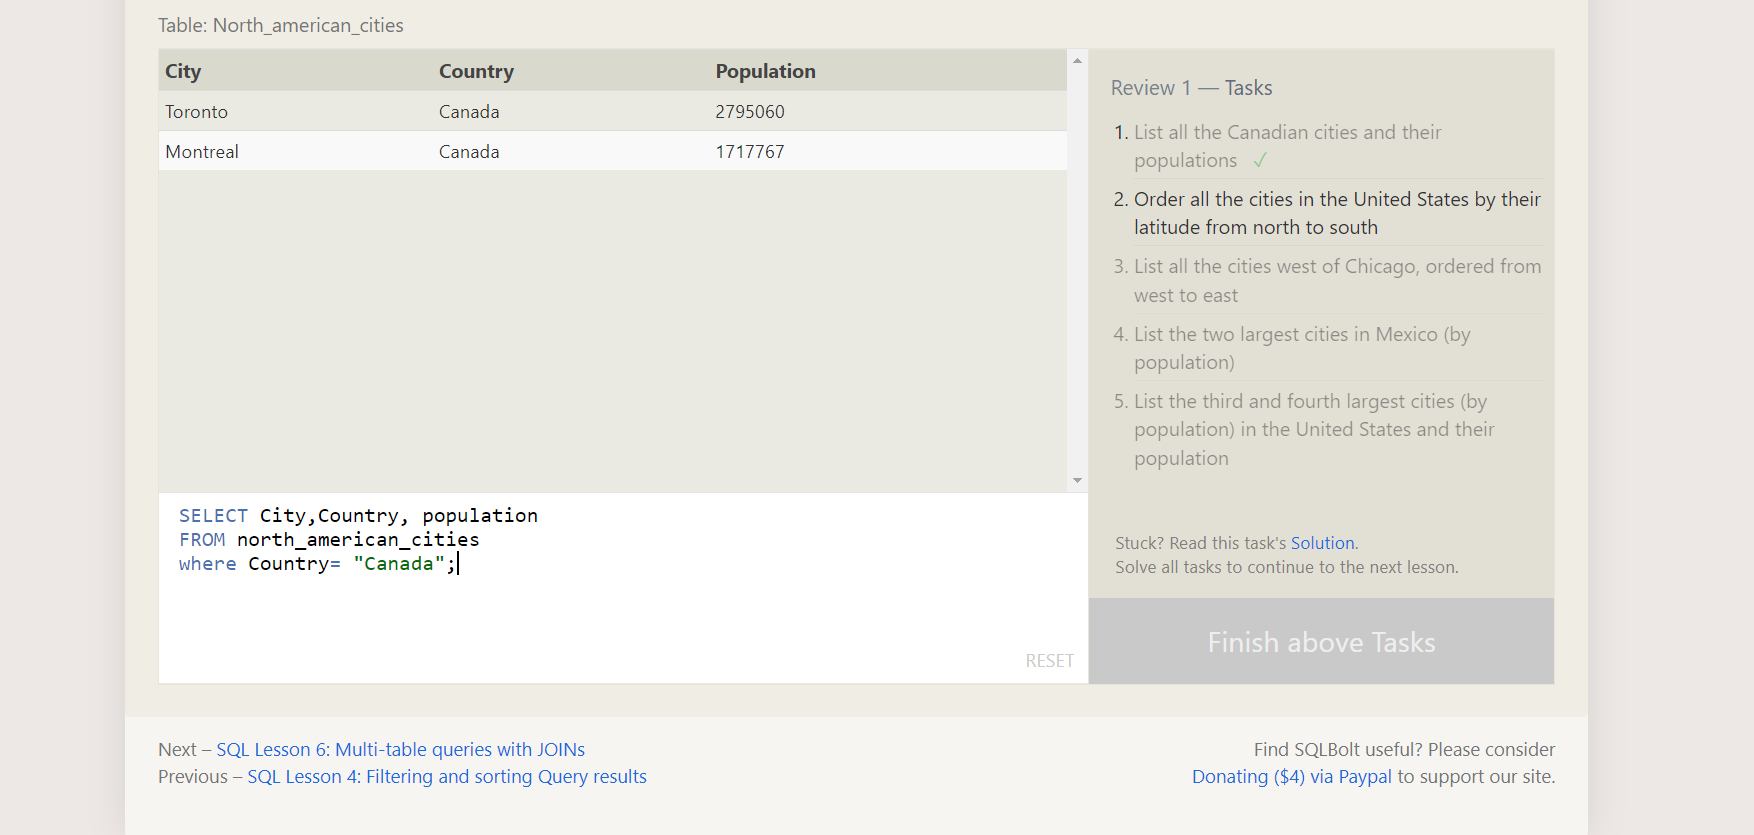 Table: North_american_cities
City Country Population
Toronto Canada 2795060
Montreal Canada 1717767
SELECT City,Country, population
FROM north_american_cities
where Country= "Canada";
RESET
Review 1 — Tasks
1. List all the Canadian cities and their
populations ✓
2. Order all the cities in the United States by their
latitude from north to south
3. List all the cities west of Chicago, ordered from
west to east
4. List the two largest cities in Mexico (by
population)
5. List the third and fourth largest cities (by
population) in the United States and their
population
Stuck? Read this task's Solution.
Solve all tasks to continue to the next lesson.
Finish above Tasks
Next – SQL Lesson 6: Multi-table queries with JOINs
Previous – SQL Lesson 4: Filtering and sorting Query results
Find SQLBolt useful? Please consider
Donating ($4) via Paypal to support our site.